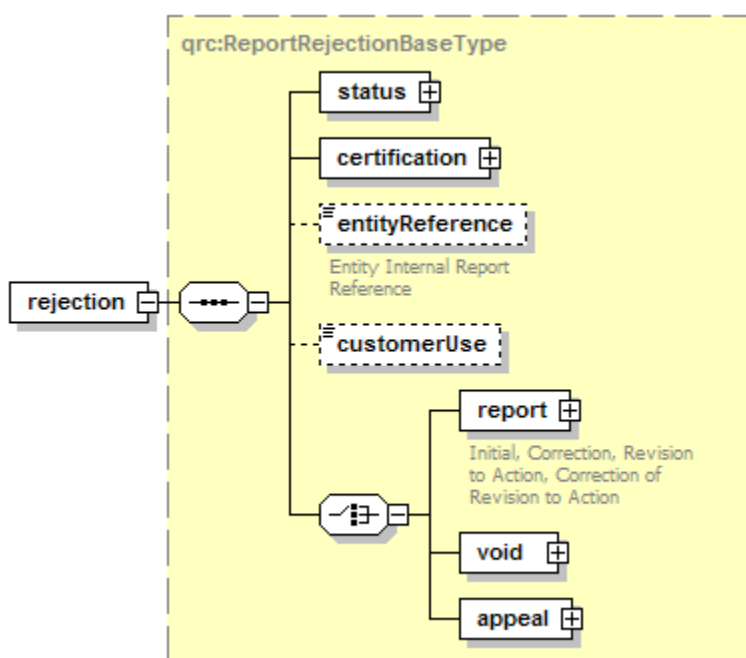 qrc:ReportRejectionBaseType
status
certification
entityReference
Entity Internal Report
Reference
rejection
customerUse
report
Initial, Correction, Revision
to Action, Correction of
Revision to Action
void
appeal